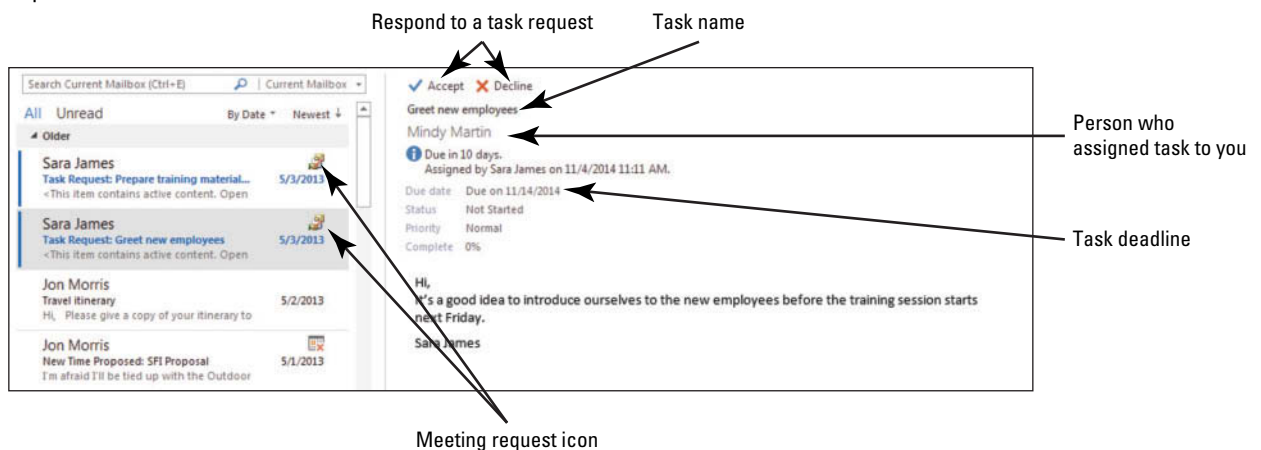 Respond to a task request
Task name
Search Current Mailbox (Ctrl+E)
Current Mailbox
All Unread
By Date Newest ↓
Older
Sara James
Task Request: Prepare training material...
5/3/2013
<This item contains active content. Open
Sara James
Task Request: Greet new employees
5/3/2013
<This item contains active content. Open
Jon Morris
Travel itinerary
5/2/2013
Hi, Please give a copy of your itinerary to
Jon Morris
New Time Proposed: SFI Proposal
5/1/2013
I'm afraid I'll be tied up with the Outdoor
Accept Decline
Greet new employees
Mindy Martin
Due in 10 days.
Assigned by Sara James on 11/4/2014 11:11 AM.
Due date Due on 11/14/2014
Status Not Started
Priority Normal
Complete 0%
Hi,
It's a good idea to introduce ourselves to the new employees before the training session starts
next Friday.
Sara James
Person who
assigned task to you
Task deadline
Meeting request icon